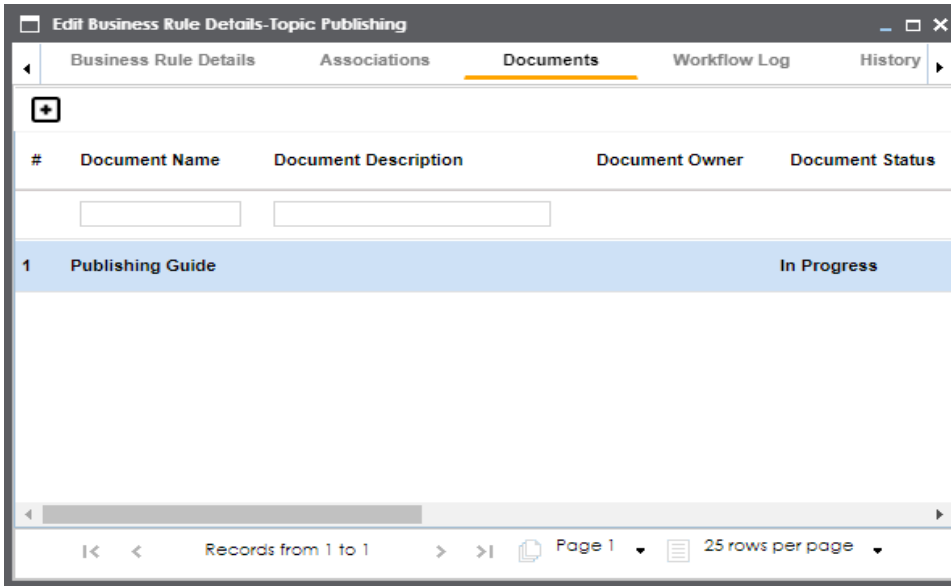 Edit Business Rule Details-Topic Publishing
Business Rule Details Associations Documents Workflow Log History
# Document Name Document Description Document Owner Document Status
1 Publishing Guide In Progress
Records from 1 to 1 Page 1 25 rows per page